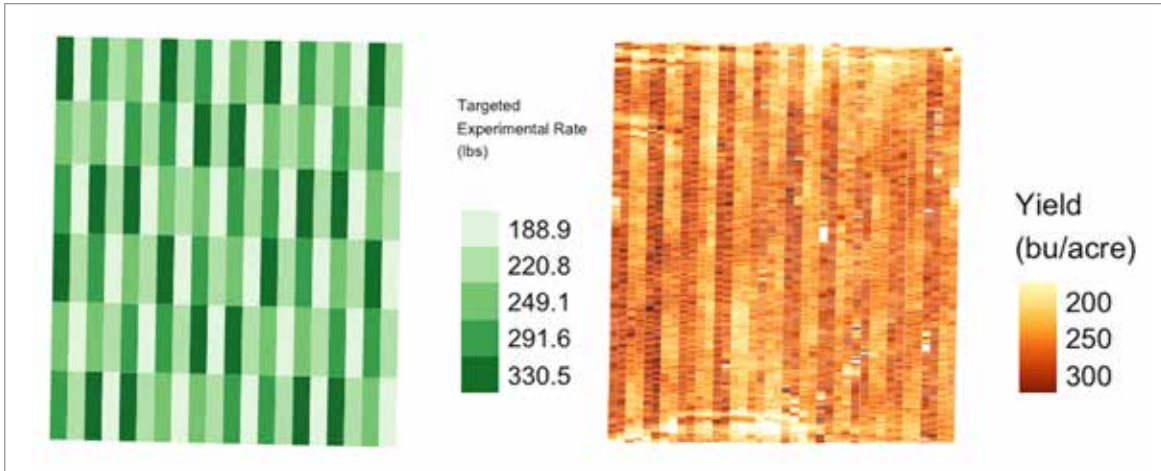 Targeted
Experimental Rate
(lbs)
188.9
220.8
249.1
291.6
330.5
Yield
(bu/acre)
200
250
300